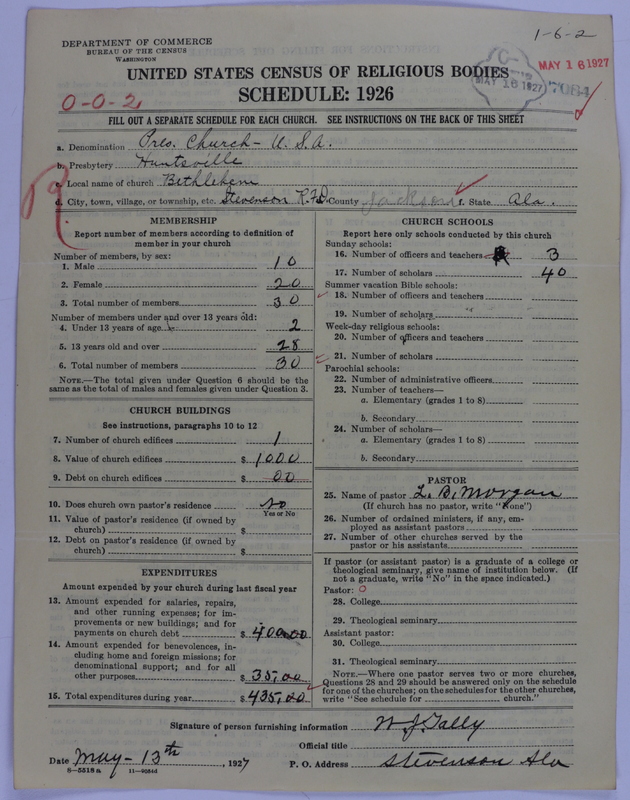 1-6-2
DEPARTMENT OF COMMERCE
BUREAU OF THE CENSUS
WASHINGTON
MAY 16 1927
MAY 16 1927
UNITED STATES CENSUS OF RELIGIOUS BODIES
SCHEDULE: 1926
0-0-2
FILL OUT A SEPARATE SCHEDULE FOR EACH CHURCH. SEE INSTRUCTIONS ON THE BACK OF THIS SHEET
a. Denomination Pres. Church - U.S.A.
b. Presbytery Huntsville
c. Local name of church Bethlehem
d. City, town, village, or township, etc. Stevenson R.F.D. County Jackson f. State Ala.
MEMBERSHIP
Report number of members according to definition of
member in your church
Number of members, by sex:
1. Male 10
2. Female 20
3. Total number of members 30
Number of members under and over 13 years old:
4. Under 13 years of age 2
5. 13 years old and over 28
6. Total number of members 30
NOTE.—The total given under Question 6 should be the
same as the total of males and females given under Question 3.
CHURCH BUILDINGS
See instructions, paragraphs 10 to 12
7. Number of church edifices 1
8. Value of church edifices $ 1000
9. Debt on church edifices $ 00
10. Does church own pastor's residence No
Yes or No
11. Value of pastor's residence (if owned by
church) $
12. Debt on pastor's residence (if owned by
church) $
EXPENDITURES
Amount expended by your church during last fiscal year
13. Amount expended for salaries, repairs,
and other running expenses; for im-
provements or new buildings; and for
payments on church debt $ 400.00
14. Amount expended for benevolences, in-
cluding home and foreign missions; for
denominational support; and for all
other purposes $ 35.00
15. Total expenditures during year $ 435.00
CHURCH SCHOOLS
Report here only schools conducted by this church
Sunday schools:
16. Number of officers and teachers 3
17. Number of scholars 40
Summer vacation Bible schools:
18. Number of officers and teachers
19. Number of scholars
Week-day religious schools:
20. Number of officers and teachers
21. Number of scholars
Parochial schools:
22. Number of administrative officers
23. Number of teachers—
a. Elementary (grades 1 to 8)
b. Secondary
24. Number of scholars—
a. Elementary (grades 1 to 8)
b. Secondary
PASTOR
25. Name of pastor L. B. Morgan
(If church has no pastor, write "None")
26. Number of ordained ministers, if any, em-
ployed as assistant pastors
27. Number of other churches served by the
pastor or his assistants
If pastor (or assistant pastor) is a graduate of a college or
theological seminary, give name of institution below. (If
not a graduate, write "No" in the space indicated.)
Pastor: 0
28. College
29. Theological seminary
Assistant pastor:
30. College
31. Theological seminary
NOTE.—Where one pastor serves two or more churches,
Questions 28 and 29 should be answered only on the schedule
for one of the churches; on the schedules for the other churches,
write "See schedule for church."
Signature of person furnishing information W J Tally
Official title
Date May - 13th, 1927 P. O. Address Stevenson Ala
8-5518 a